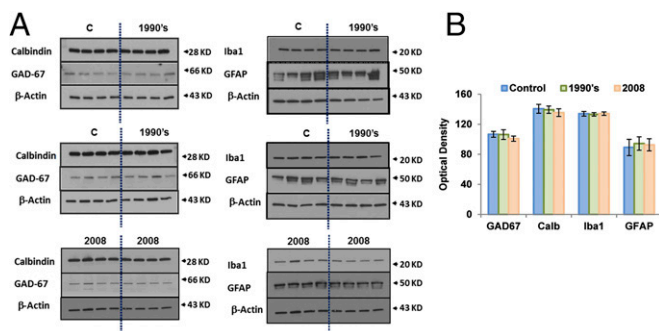 A
C 1990's
Calbindin 28 KD
GAD-67 66 KD
β-Actin 43 KD
C 1990's
Iba1 20 KD
GFAP 50 KD
β-Actin 43 KD
C 1990's
Calbindin 28 KD
GAD-67 66 KD
β-Actin 43 KD
C 1990's
Iba1 20 KD
GFAP 50 KD
β-Actin 43 KD
2008 2008
Calbindin 28 KD
GAD-67 66 KD
β-Actin 43 KD
2008 2008
Iba1 20 KD
GFAP 50 KD
β-Actin 43 KD
B
Control 1990's 2008
Optical Density
160
120
80
40
0
GAD67 Calb Iba1 GFAP